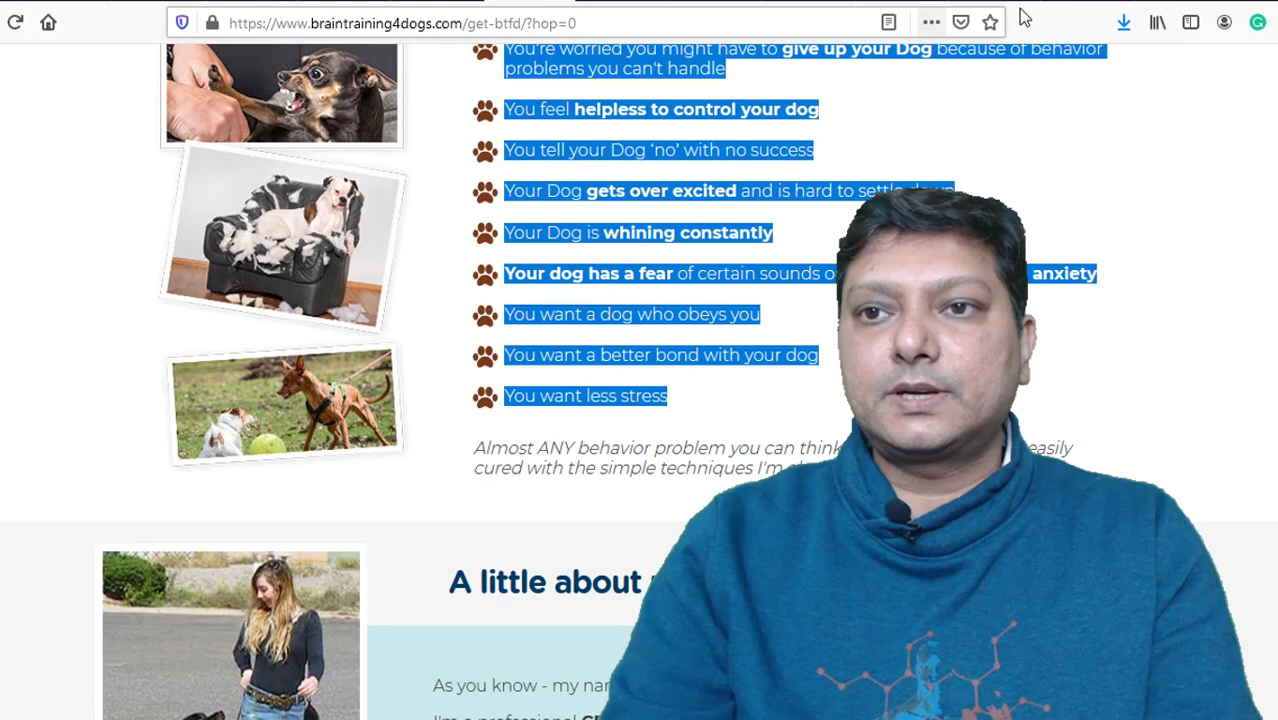 https://www.braintraining4dogs.com/get-btfd/?hop=0
You're worried you might have to give up your Dog because of behavior
problems you can't handle
You feel helpless to control your dog
You tell your Dog ‘no’ with no success
Your Dog gets over excited and is hard to settle down
Your Dog is whining constantly
Your dog has a fear of certain sounds anxiety
You want a dog who obeys you
You want a better bond with your dog
You want less stress
Almost ANY behavior problem you can think easily
cured with the simple techniques I'm
A little about
As you know - my
I'm a professional